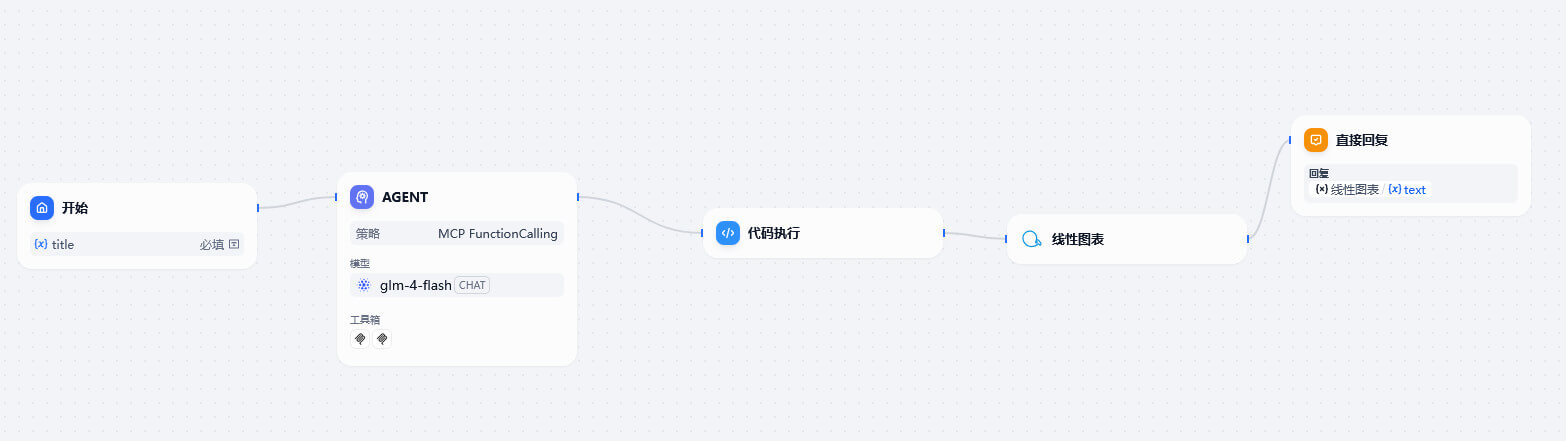 开始
{x} title 必填
AGENT
策略 MCP FunctionCalling
模型
glm-4-flash CHAT
工具箱
代码执行
线性图表
直接回复
回复
(x) 线性图表 / {x} text